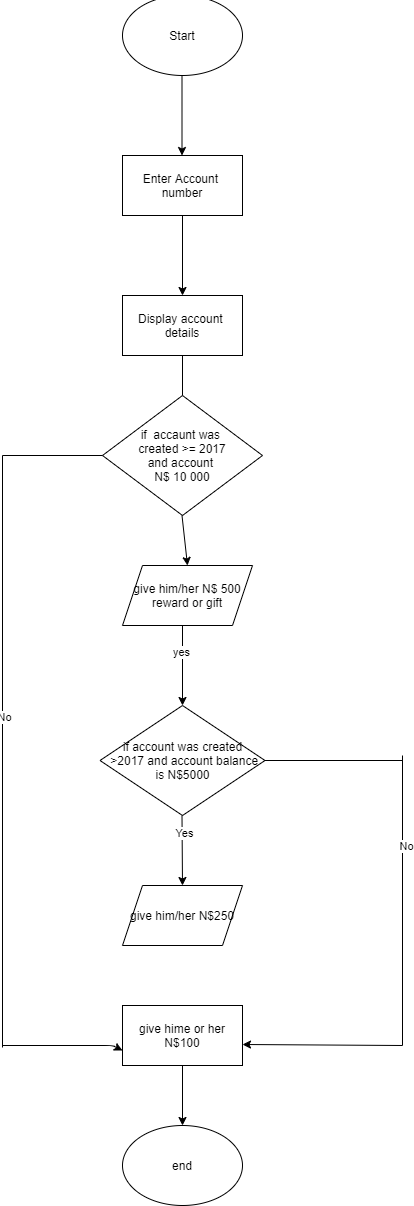 Start
Enter Account
number
Display account
details
if accaunt was
created >= 2017
and account
N$ 10 000
give him/her N$ 500
reward or gift
yes
No
if account was created
>2017 and account balance
is N$5000
Yes
No
give him/her N$250
give hime or her
N$100
end